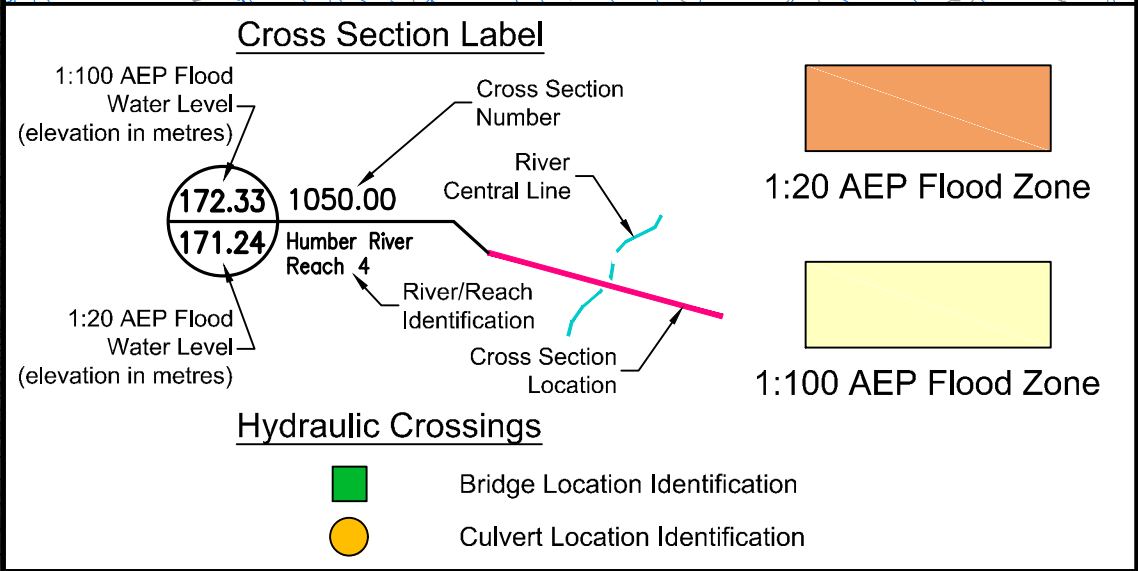 Cross Section Label
1:100 AEP Flood
Water Level
(elevation in metres)
Cross Section
Number
River
Central Line
172.33
1050.00
171.24
Humber River
Reach 4
River/Reach
Identification
1:20 AEP Flood
Water Level
(elevation in metres)
Cross Section
Location
1:20 AEP Flood Zone
1:100 AEP Flood Zone
Hydraulic Crossings
Bridge Location Identification
Culvert Location Identification